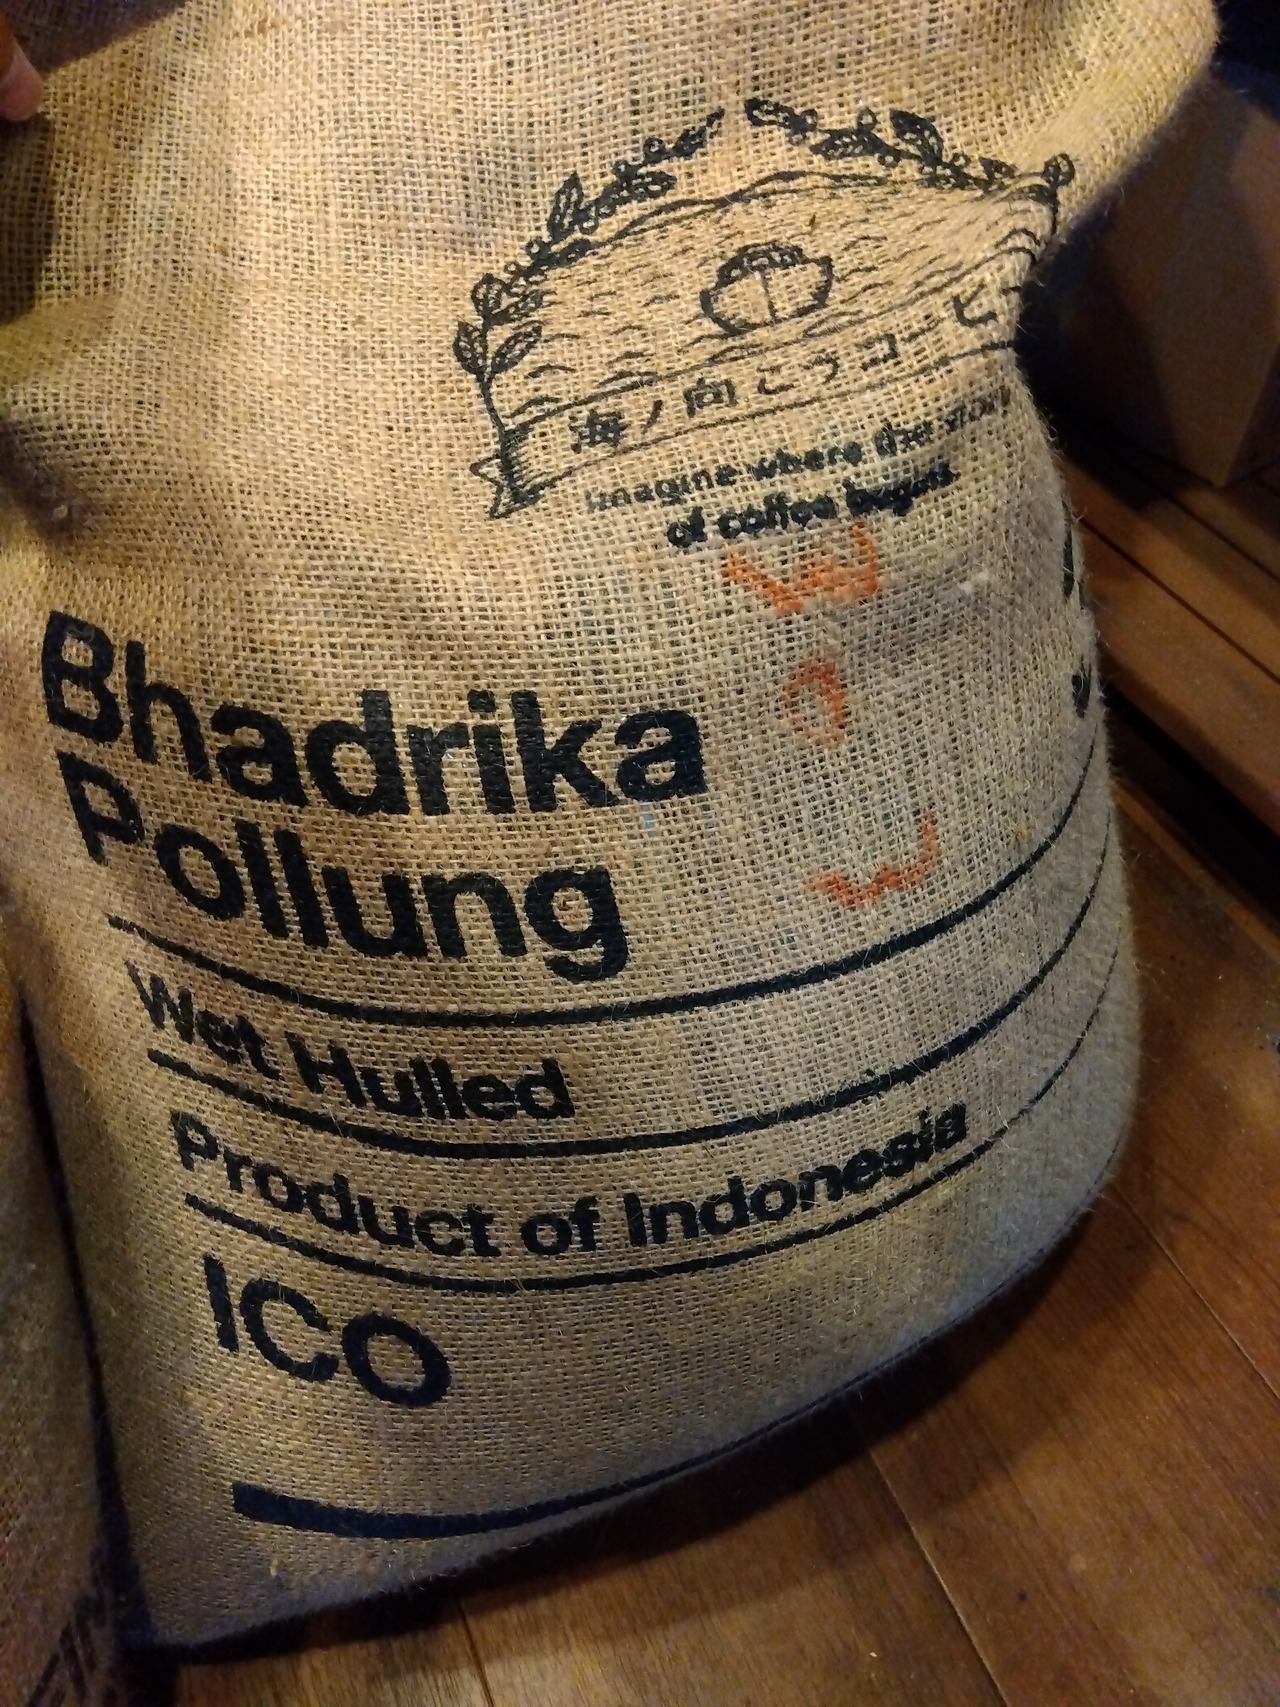 海ノ向こうコーヒー
Imagine where the story
of coffee begins
Bhadrika
Pollung
Wet Hulled
Product of Indonesia
ICO